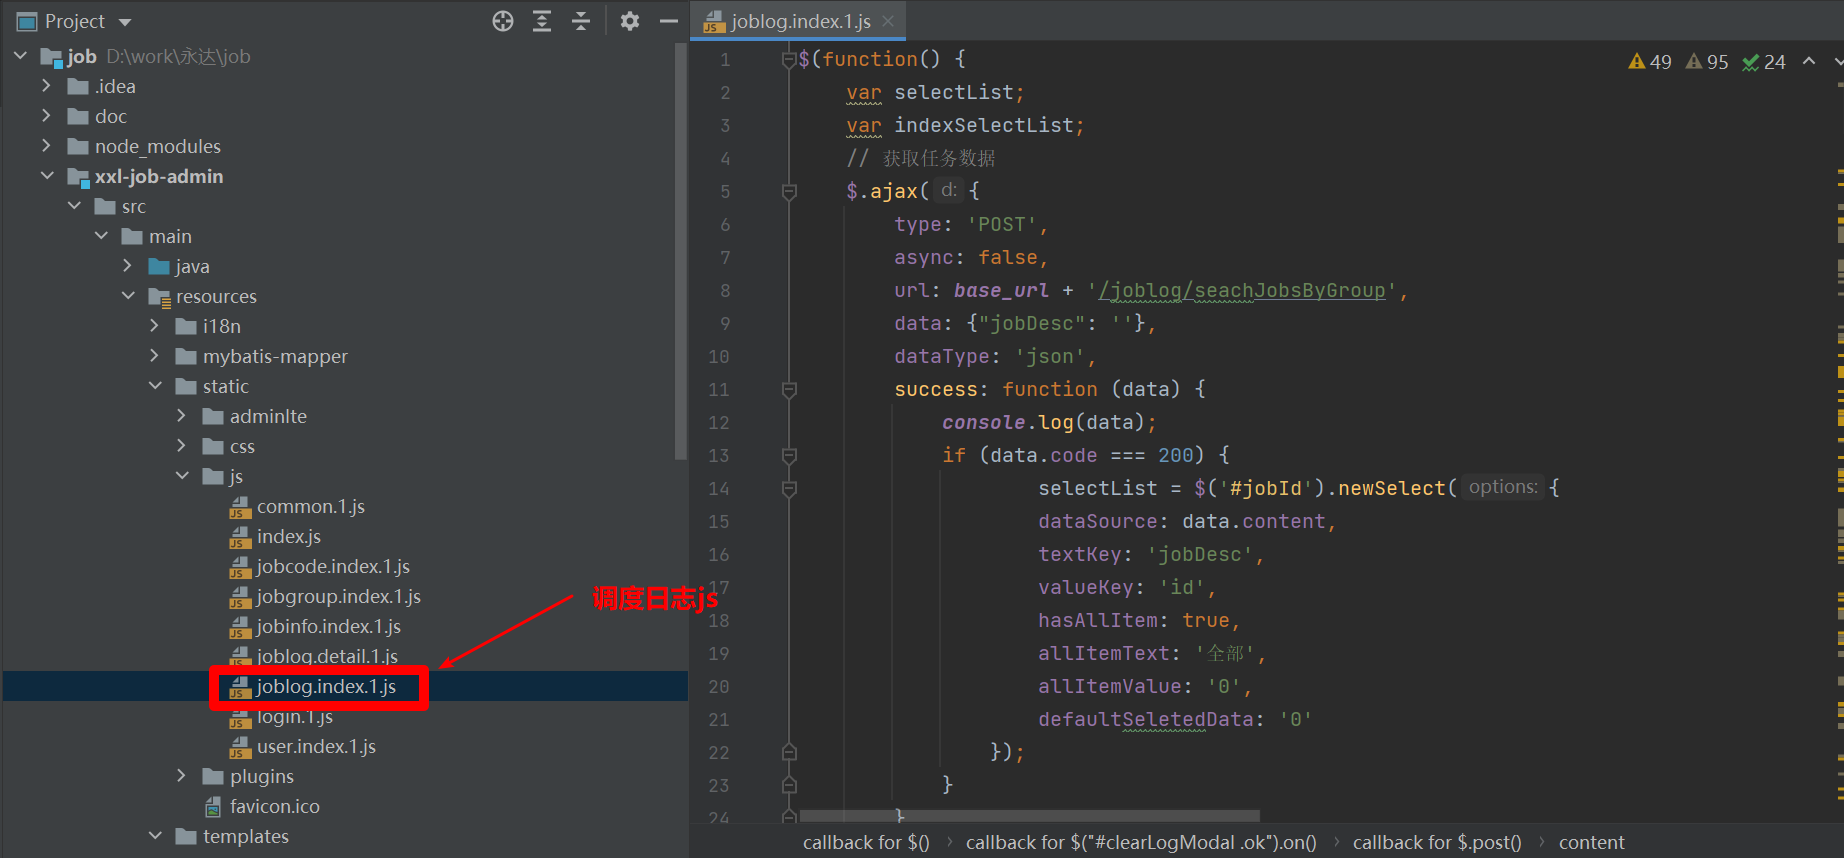 Project
job D:\work\永达\job
.idea
doc
node_modules
xxl-job-admin
src
main
java
resources
i18n
mybatis-mapper
static
adminlte
css
js
common.1.js
index.js
jobcode.index.1.js
jobgroup.index.1.js
jobinfo.index.1.js
joblog.detail.1.js
joblog.index.1.js
login.1.js
user.index.1.js
plugins
favicon.ico
templates
调度日志js
joblog.index.1.js
49 95 24
1 $(function() {
2 var selectList;
3 var indexSelectList;
4 // 获取任务数据
5 $.ajax( d: {
6 type: 'POST',
7 async: false,
8 url: base_url + '/joblog/seachJobsByGroup',
9 data: {"jobDesc": ''},
10 dataType: 'json',
11 success: function (data) {
12 console.log(data);
13 if (data.code === 200) {
14 selectList = $('#jobId').newSelect( options: {
15 dataSource: data.content,
16 textKey: 'jobDesc',
17 valueKey: 'id',
18 hasAllItem: true,
19 allItemText: '全部',
20 allItemValue: '0',
21 defaultSeletedData: '0'
22 });
23 }
24 }
callback for $() › callback for $("#clearLogModal .ok").on() › callback for $.post() › content